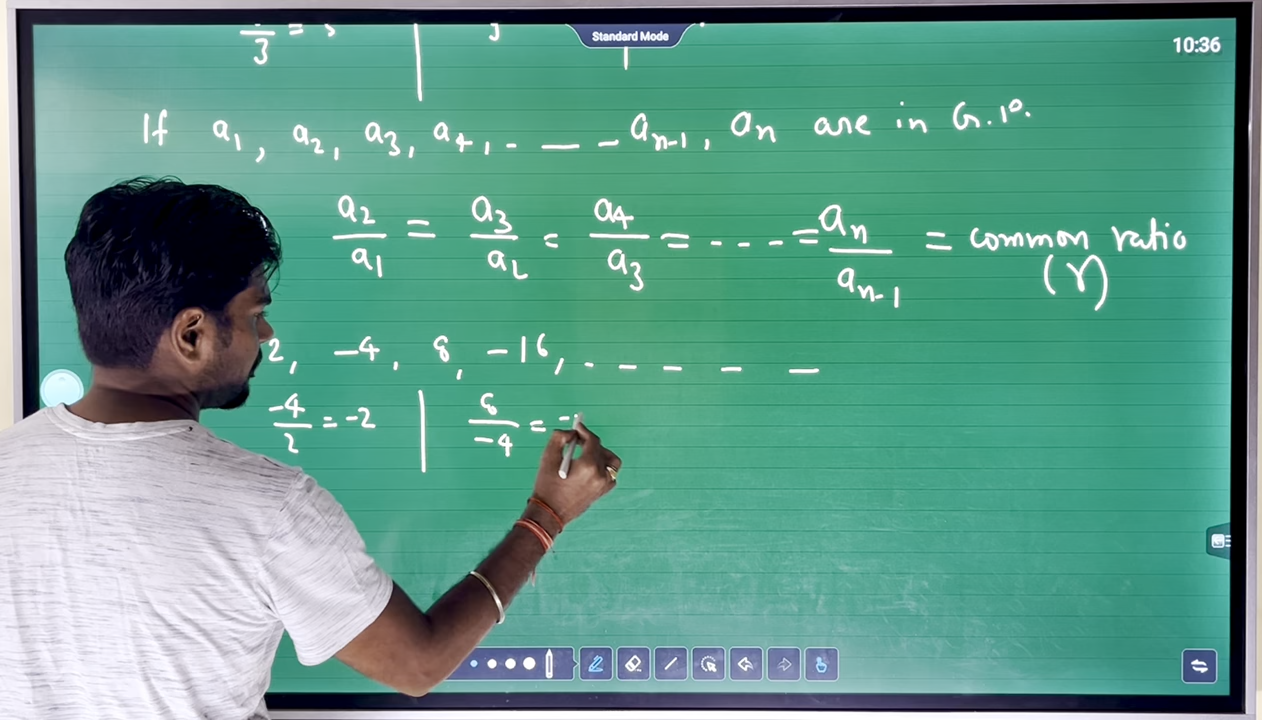 Standard Mode
10:36
/3 =
If a1, a2, a3, a4, - — - an-1, an are in G.P.
a2/a1 = a3/a2 = a4/a3 = - - - - = an/an-1 = common ratio
(r)
2, -4, 8, -16, - - - - -
-4/2 = -2 | 8/-4 = -